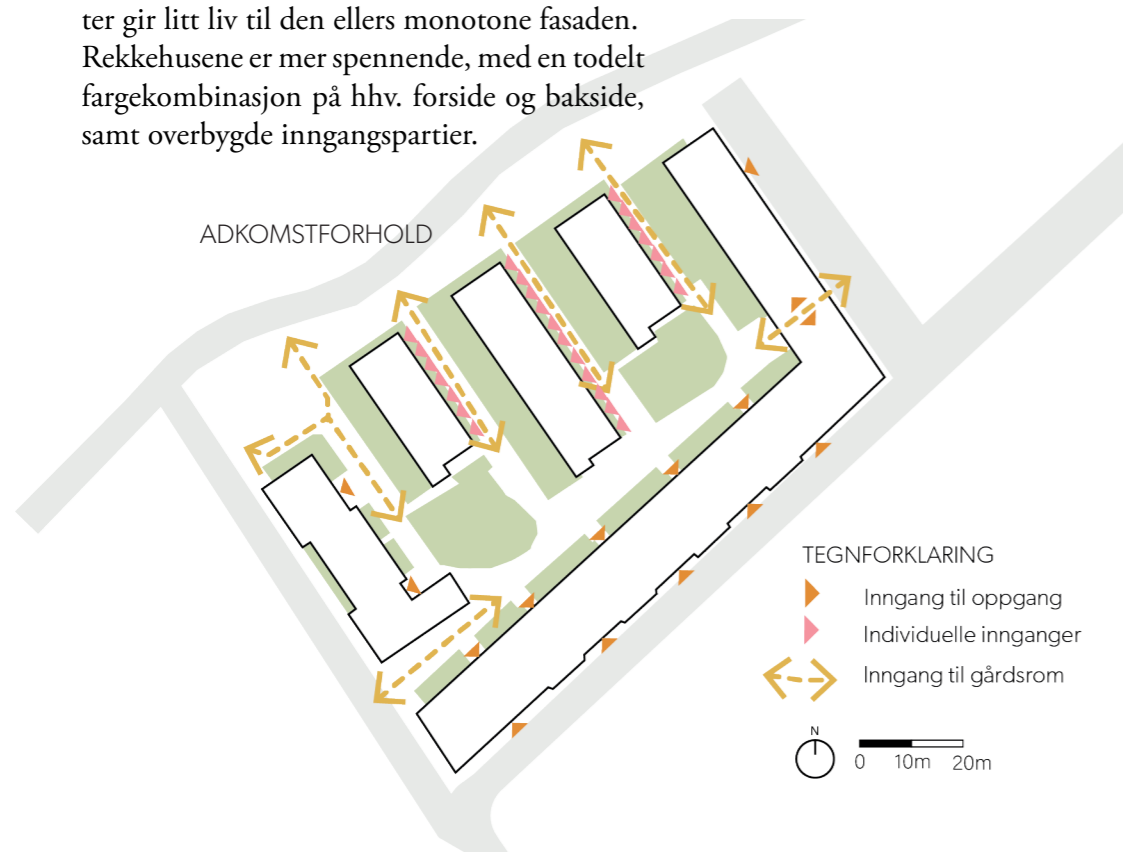 ter gir litt liv til den ellers monotone fasaden.
Rekkehusene er mer spennende, med en todelt
fargekombinasjon på hhv. forside og bakside,
samt overbygde inngangspartier.
ADKOMSTFORHOLD
TEGNFORKLARING
Inngang til oppgang
Individuelle innganger
Inngang til gårdsrom
N
0 10m 20m